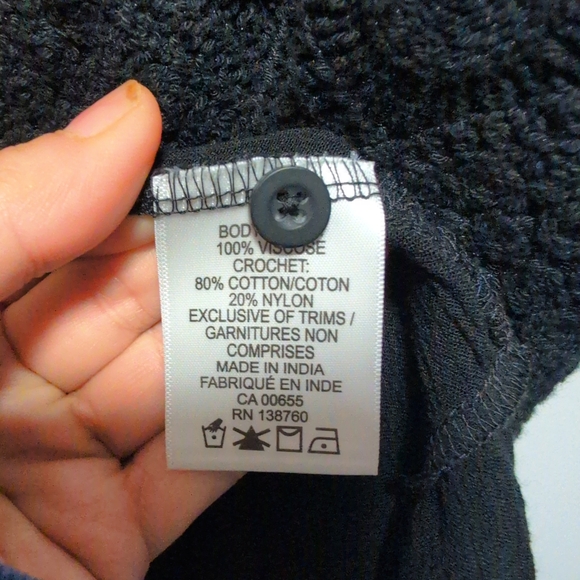 100% VISCOSE
CROCHET:
80% COTTON/COTON
20% NYLON
EXCLUSIVE OF TRIMS /
GARNITURES NON
COMPRISES
MADE IN INDIA
FABRIQUÉ EN INDE
CA 00655
RN 138760